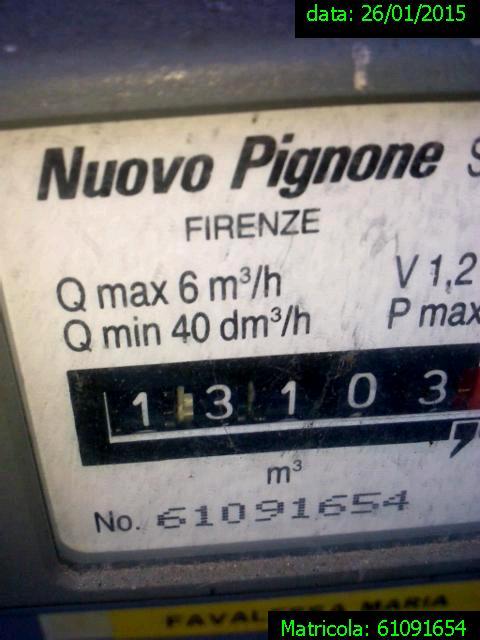 data: 26/01/2015
Nuovo Pignone S
FIRENZE
Q max 6 m³/h V 1,2
Q min 40 dm³/h P max
1 3 1 0 3 ,
m³
No. 61091654
MARIA
Matricola: 61091654